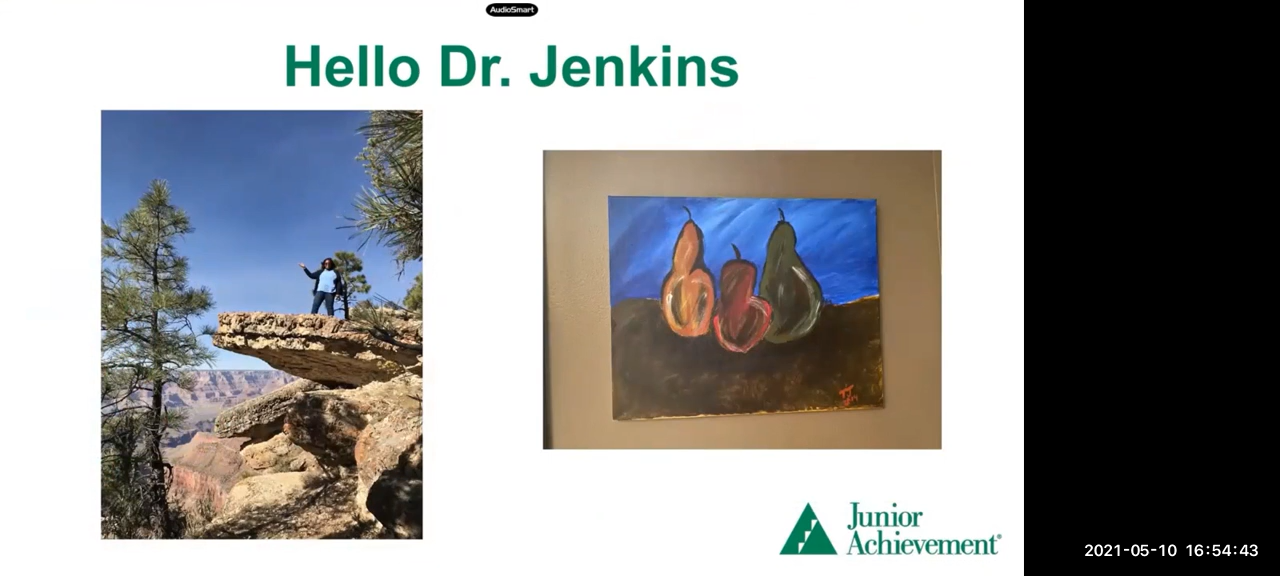 AudioSmart
Hello Dr. Jenkins
Junior
Achievement®
2021-05-10 16:54:43